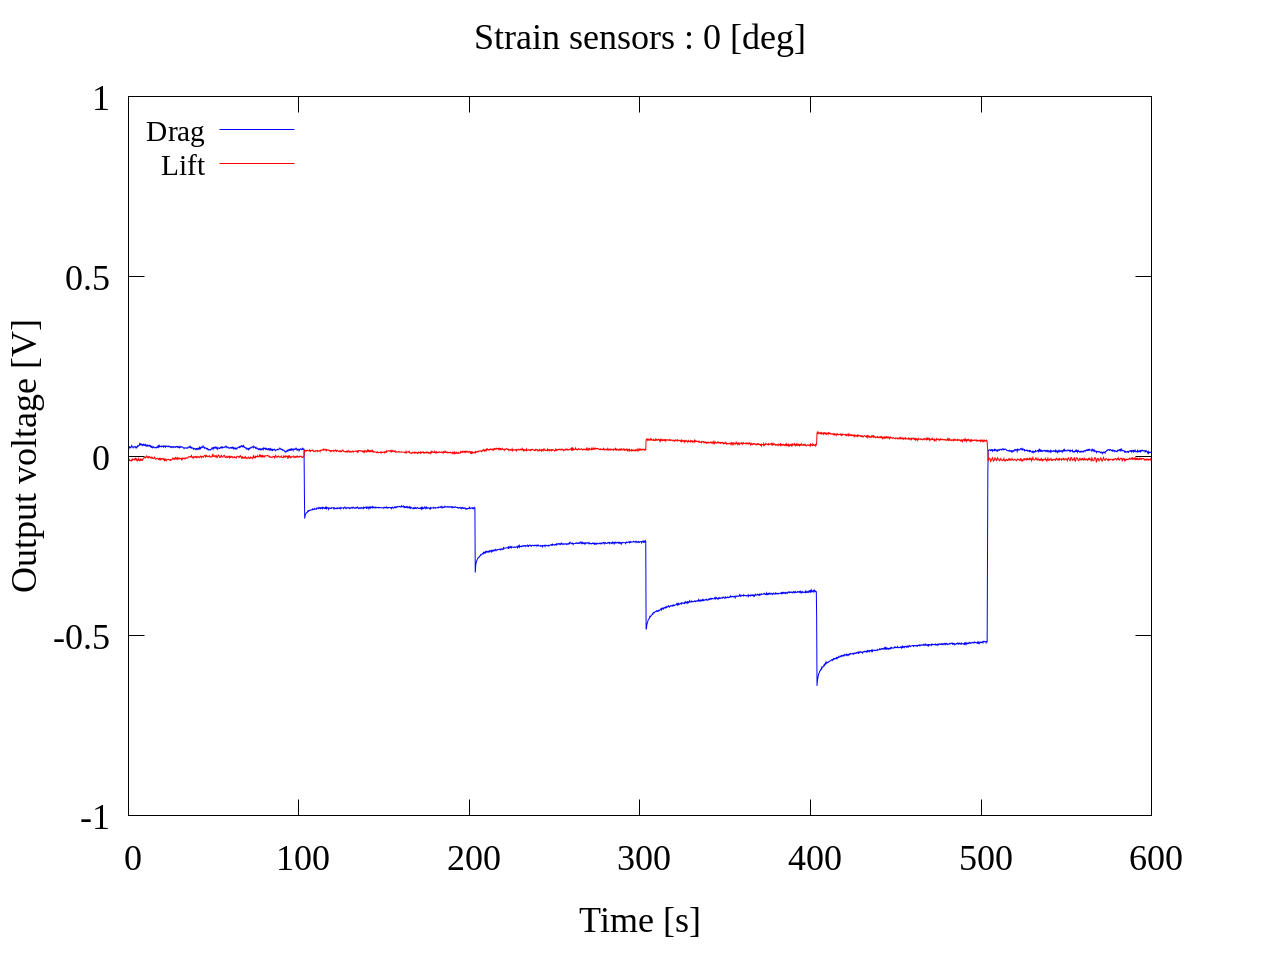 Strain sensors : 0 [deg]
Drag
Lift
1
0.5
0
-0.5
-1
Output voltage [V]
0 100 200 300 400 500 600
Time [s]